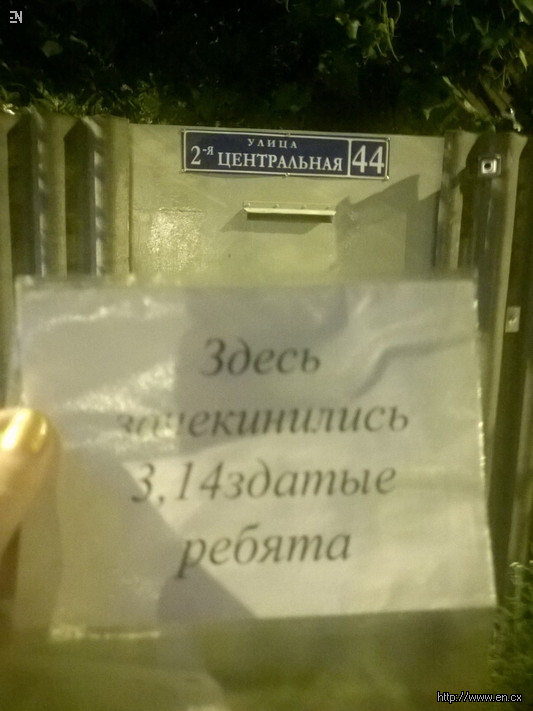 EN
УЛИЦА
2-я ЦЕНТРАЛЬНАЯ 44
Здесь
зачекинились
3,14здатые
ребята
http://www.en.cx